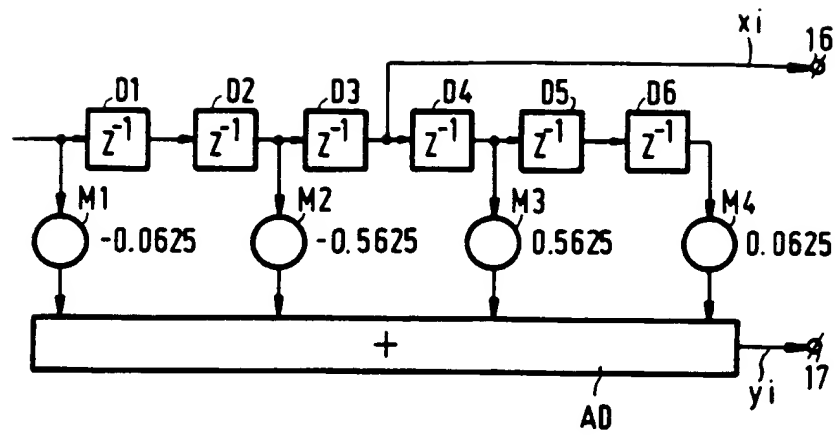 xi
16
D1
D2
D3
D4
D5
D6
z⁻¹
z⁻¹
z⁻¹
z⁻¹
z⁻¹
z⁻¹
M1
M2
M3
M4
-0.0625
-0.5625
0.5625
0.0625
+
yi
17
AD